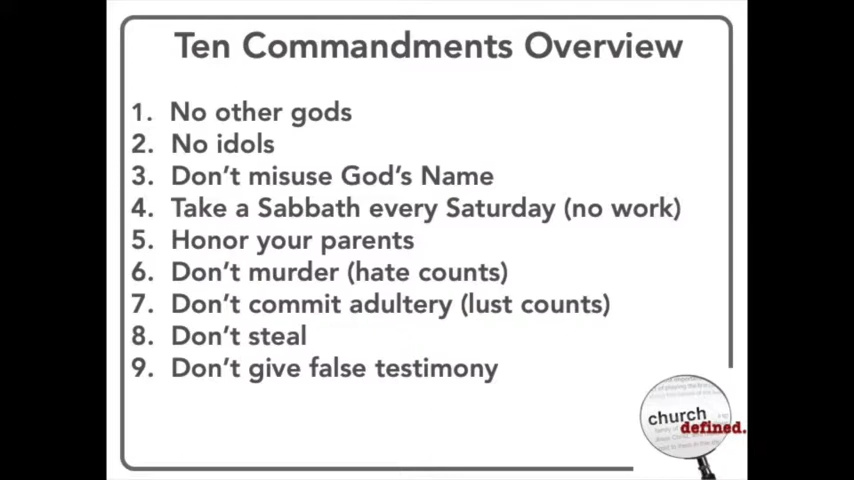 Ten Commandments Overview
1. No other gods
2. No idols
3. Don't misuse God's Name
4. Take a Sabbath every Saturday (no work)
5. Honor your parents
6. Don't murder (hate counts)
7. Don't commit adultery (lust counts)
8. Don't steal
9. Don't give false testimony
church
defined.